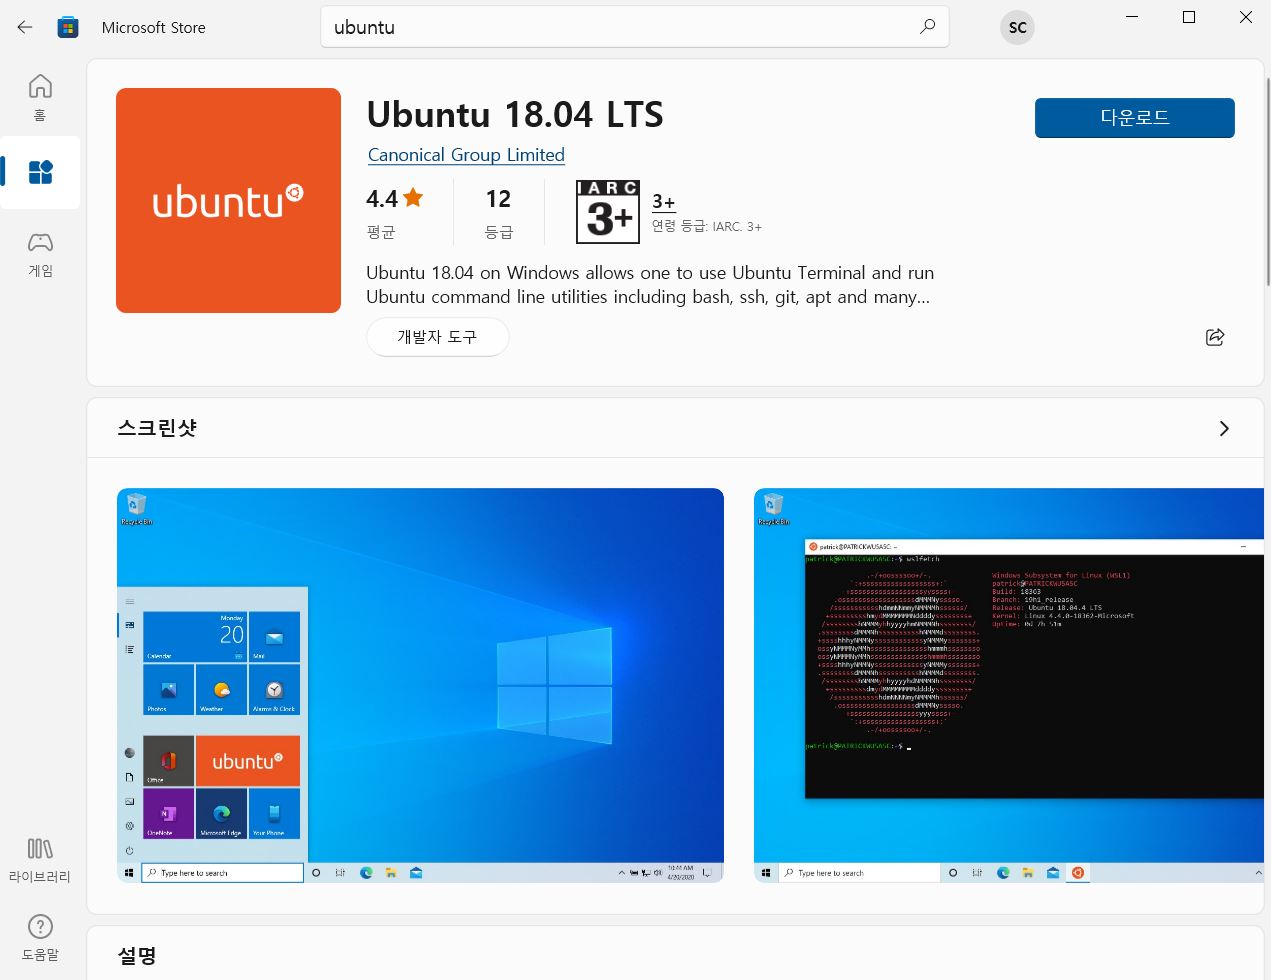 Microsoft Store
ubuntu
SC
홈
게임
라이브러리
도움말
ubuntu
Ubuntu 18.04 LTS
Canonical Group Limited
다운로드
4.4
평균
12
등급
IARC
3+
3+
연령 등급: IARC. 3+
Ubuntu 18.04 on Windows allows one to use Ubuntu Terminal and run
Ubuntu command line utilities including bash, ssh, git, apt and many...
개발자 도구
스크린샷
Recycle Bin
Monday
20
Calendar
Mail
Photos
Weather
Alarms & Clock
Office
ubuntu
OneNote
Microsoft Edge
Your Phone
Type here to search
10:44 AM
4/20/2020
Recycle Bin
patrick@PATRICKWUSASC: ~
patrick@PATRICKWUSASC:~$ wslfetch
Windows Subsystem for Linux (WSL1)
patrick@PATRICKWUSASC
Build: 18363
Branch: 19h1_release
Release: Ubuntu 18.04.4 LTS
Kernel: Linux 4.4.0-18362-Microsoft
Uptime: 0d 7h 51m
patrick@PATRICKWUSASC:~$
Type here to search
설명